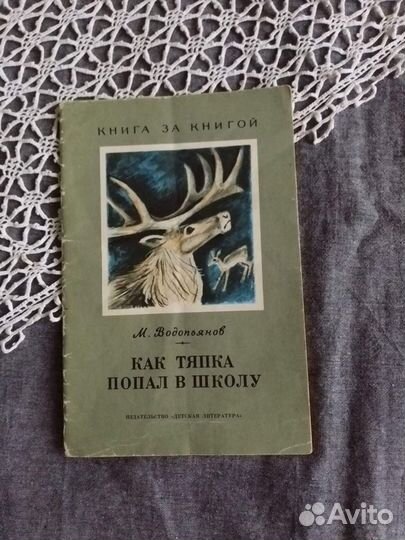 КНИГА ЗА КНИГОЙ
М. Водопьянов
КАК ТЯПКА
ПОПАЛ В ШКОЛУ
ИЗДАТЕЛЬСТВО «ДЕТСКАЯ ЛИТЕРАТУРА»
Avito